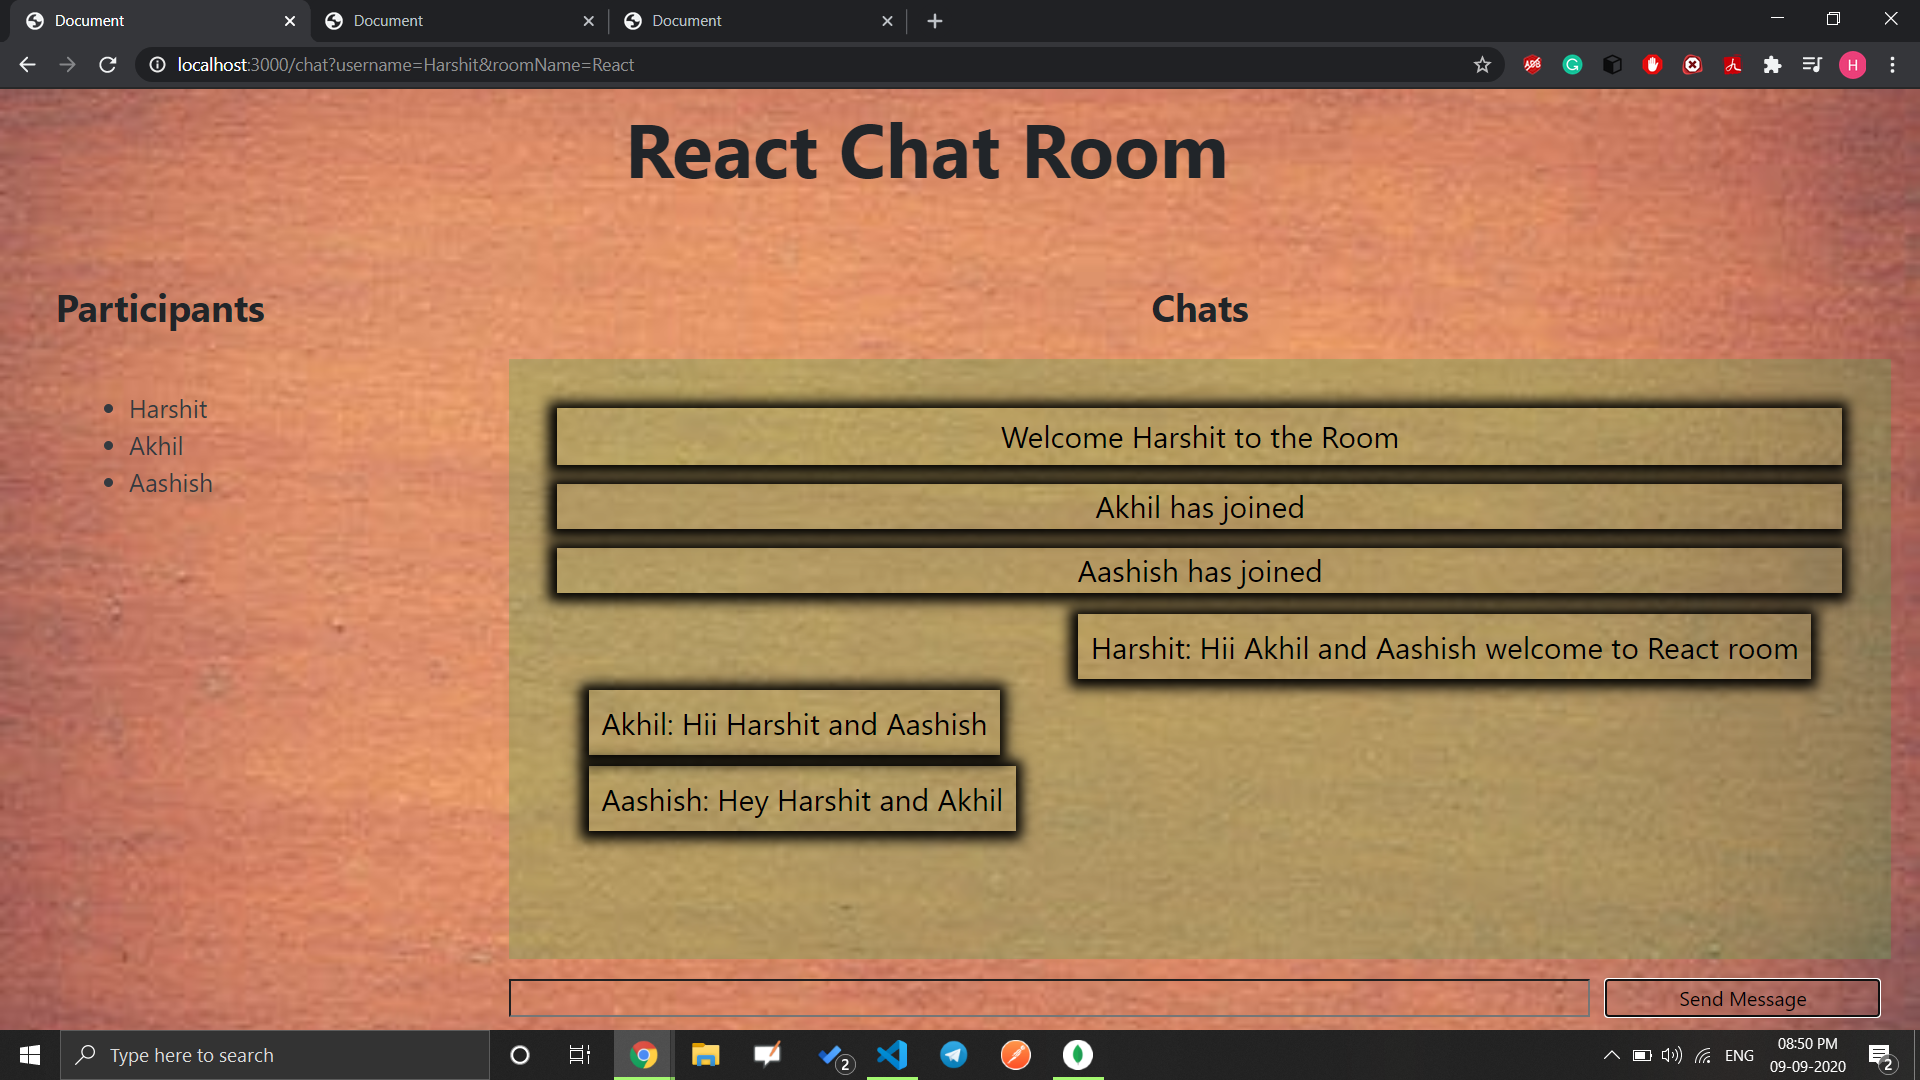 Document
Document
Document
localhost:3000/chat?username=Harshit&roomName=React
ABP
H
React Chat Room
Participants
Chats
Harshit
Akhil
Aashish
Welcome Harshit to the Room
Akhil has joined
Aashish has joined
Harshit: Hii Akhil and Aashish welcome to React room
Akhil: Hii Harshit and Aashish
Aashish: Hey Harshit and Akhil
Send Message
Type here to search
2
ENG
08:50 PM
09-09-2020
2